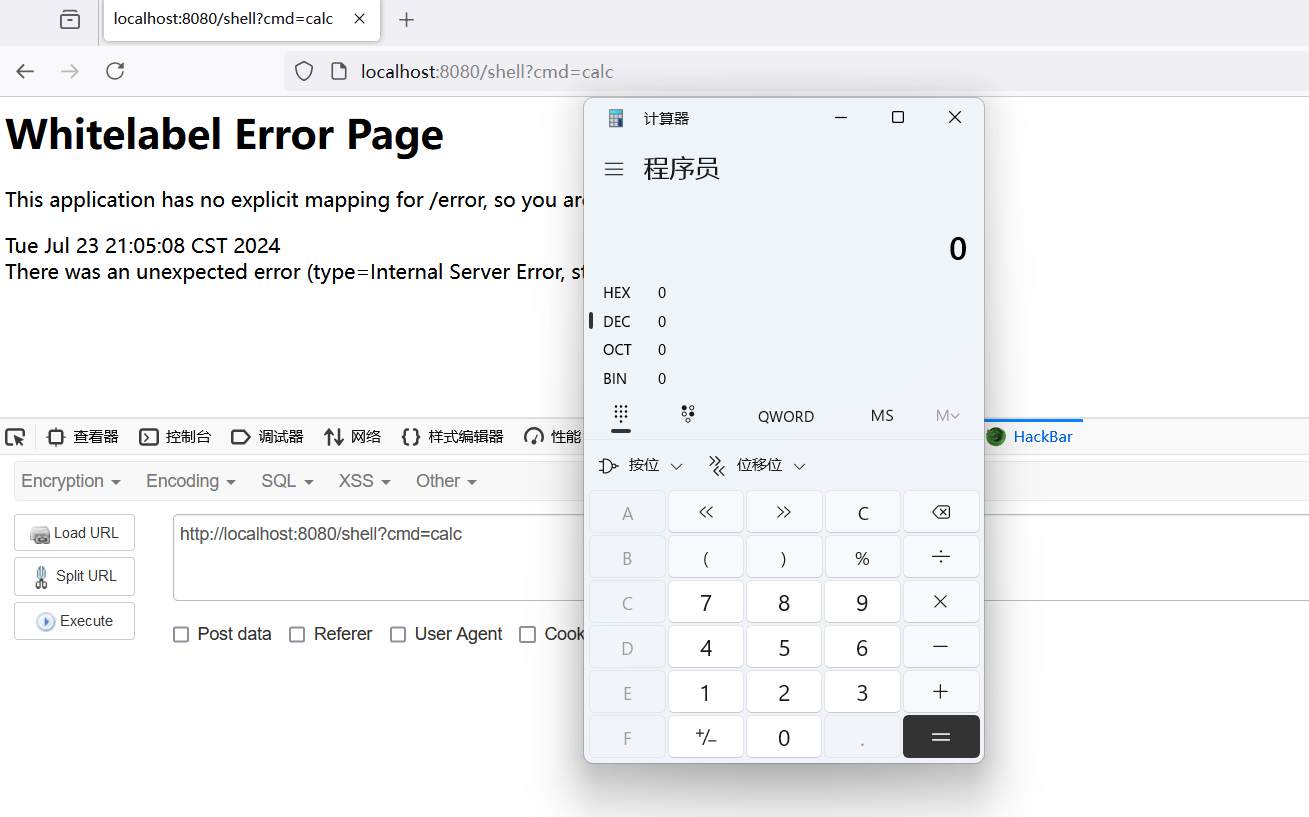 localhost:8080/shell?cmd=calc
localhost:8080/shell?cmd=calc
Whitelabel Error Page
This application has no explicit mapping for /error, so you
Tue Jul 23 21:05:08 CST 2024
There was an unexpected error (type=Internal Server Error,
计算器
程序员
0
HEX 0
DEC 0
OCT 0
BIN 0
QWORD MS M
按位 位移位
A << >> C
B ( ) % ÷
C 7 8 9 ×
D 4 5 6 −
E 1 2 3 +
F +/− 0 . =
查看器 控制台 调试器 网络 样式编辑器 性能 HackBar
Encryption Encoding SQL XSS Other
Load URL
Split URL
Execute
http://localhost:8080/shell?cmd=calc
Post data Referer User Agent